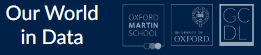 Our World
in Data
OXFORD
MARTIN
SCHOOL
UNIVERSITY OF
OXFORD
GC
DL